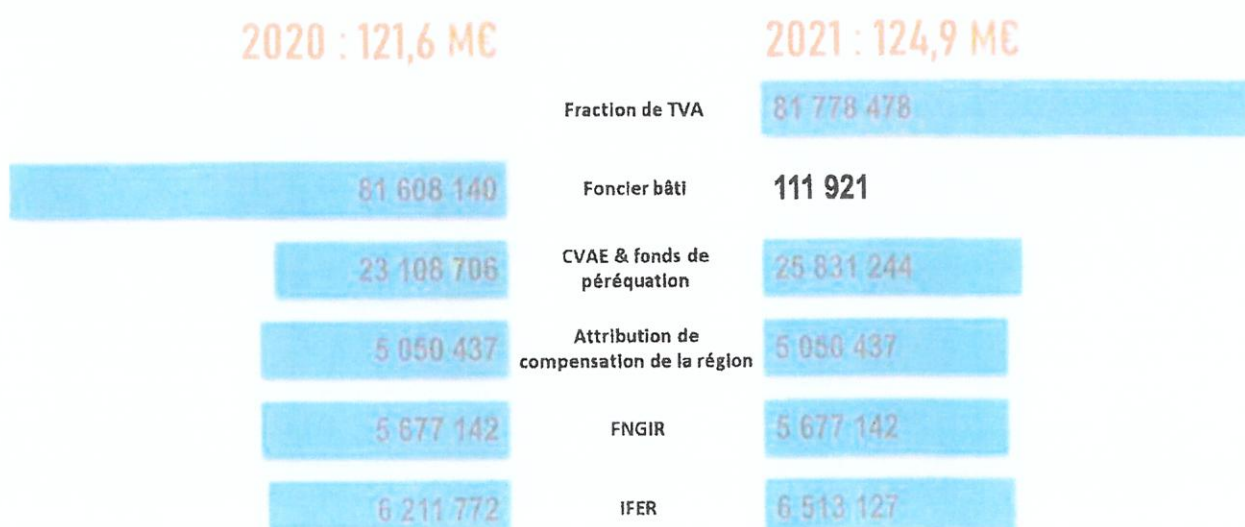 2020 : 121,6 M€
2021 : 124,9 M€
Fraction de TVA
81 778 478
81 608 140
Foncier bâti
111 921
23 108 706
CVAE & fonds de
péréquation
25 831 244
5 050 437
Attribution de
compensation de la région
5 050 437
5 677 142
FNGIR
5 677 142
6 211 772
IFER
6 513 127